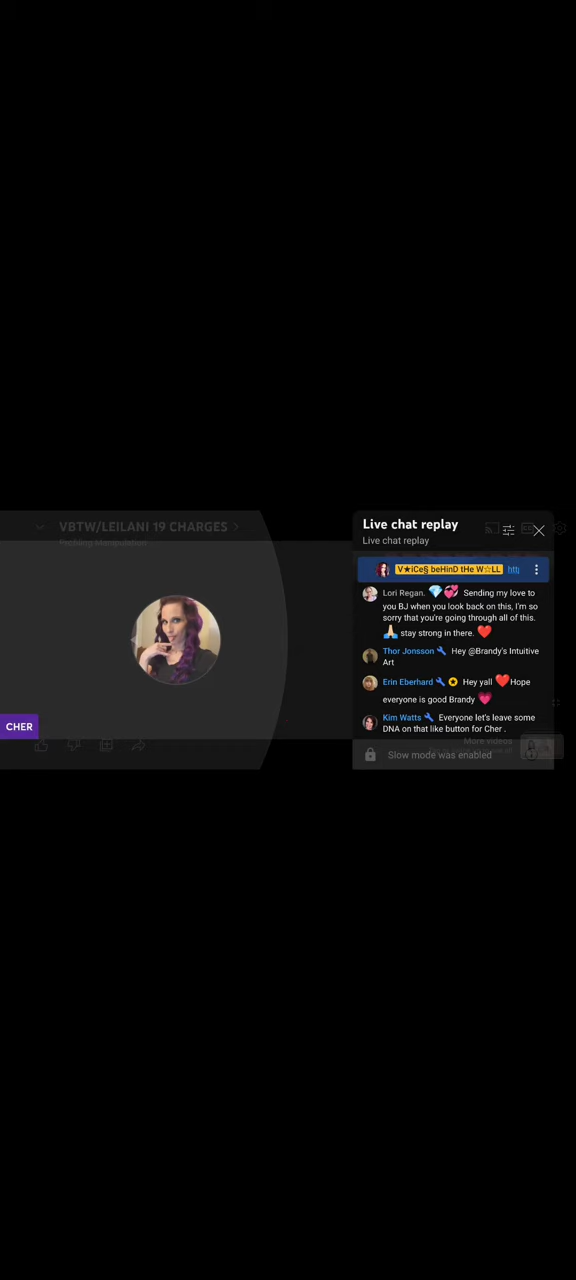 VBTW/LEILANI 19 CHARGES
Live chat replay
Live chat replay
V★iCe§ beHinD tHe W☆LL
Lori Regan. 💎💞 Sending my love to
you BJ when you look back on this, I'm so
sorry that you're going through all of this.
🙏🏻 stay strong in there. ❤️
Thor Jonsson Hey @Brandy's Intuitive
Art
Erin Eberhard Hey yall ❤️Hope
everyone is good Brandy 💗
CHER
Kim Watts Everyone let's leave some
DNA on that like button for Cher .
More videos
Slow mode was enabled